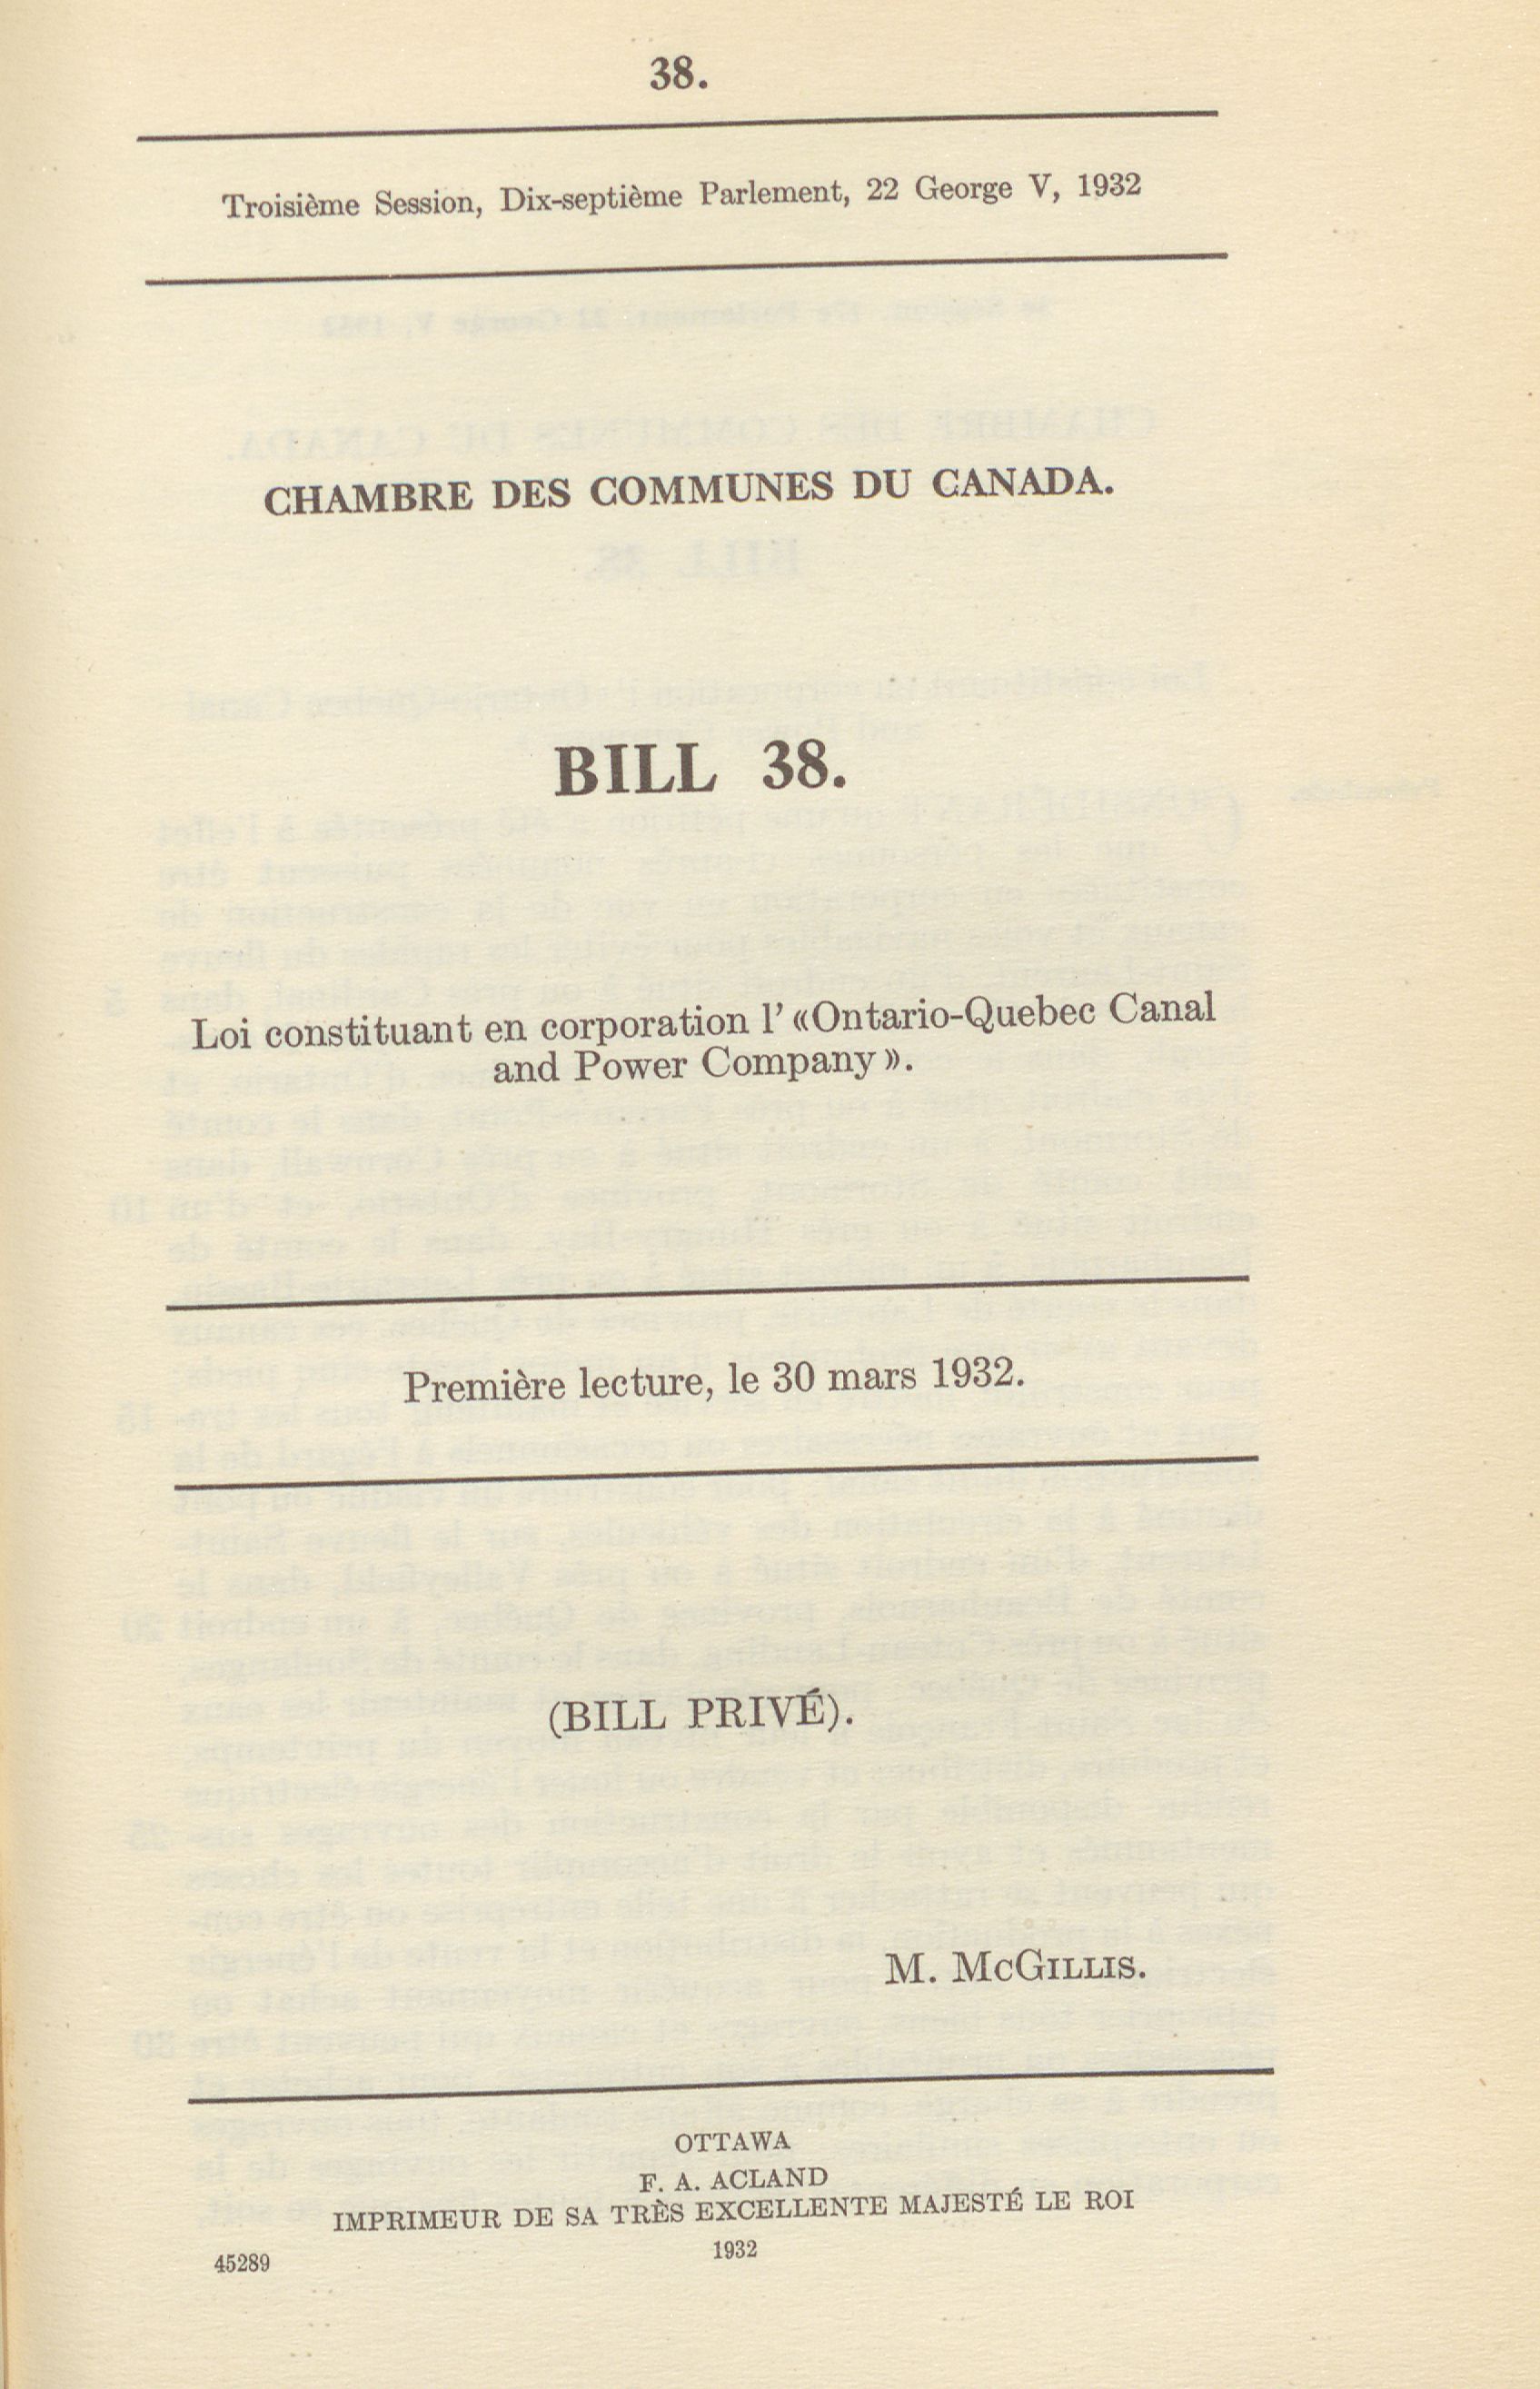 38.
Troisième Session, Dix-septième Parlement, 22 George V, 1932
CHAMBRE DES COMMUNES DU CANADA.
BILL 38.
Loi constituant en corporation l' «Ontario-Quebec Canal
and Power Company».
Première lecture, le 30 mars 1932.
(BILL PRIVÉ).
M. McGILLIS.
OTTAWA
F. A. ACLAND
IMPRIMEUR DE SA TRÈS EXCELLENTE MAJESTÉ LE ROI
1932
45289